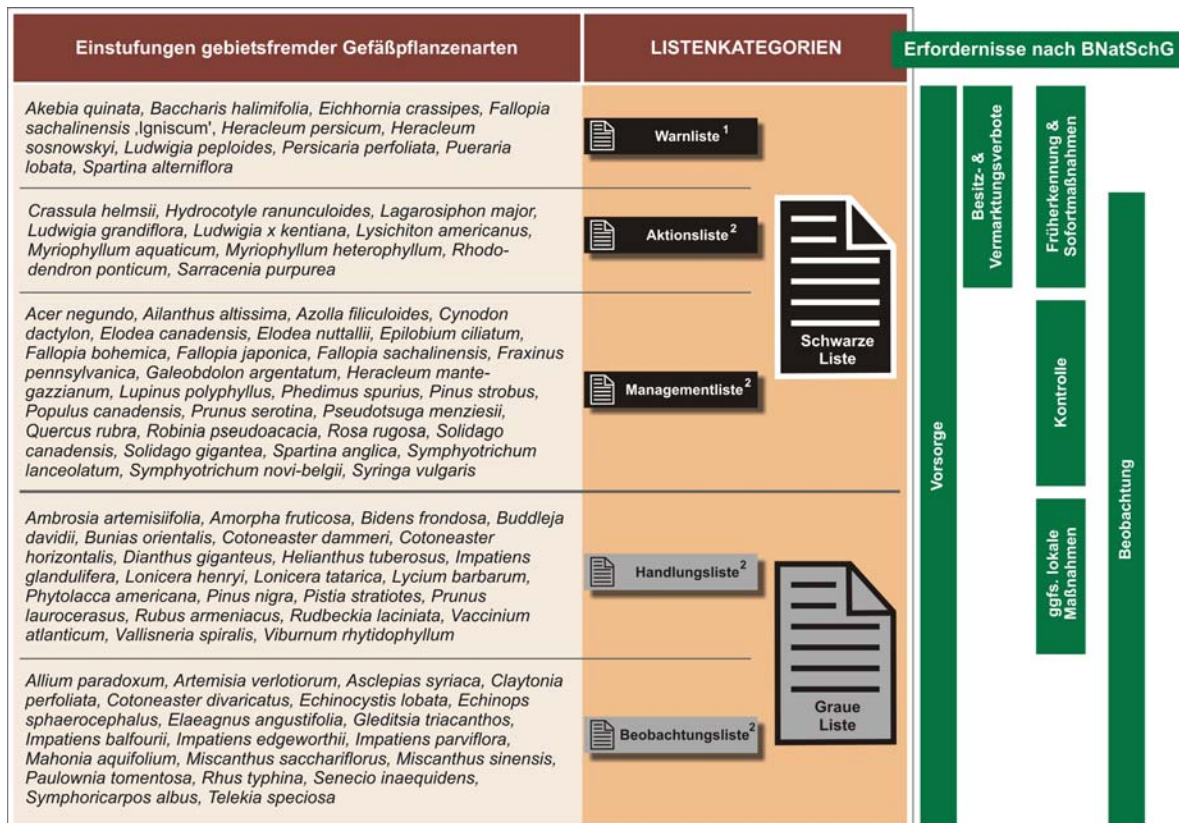 Einstufungen gebietsfremder Gefäßpflanzenarten
LISTENKATEGORIEN
Erfordernisse nach BNatSchG
Akebia quinata, Baccharis halimifolia, Eichhornia crassipes, Fallopia
sachalinensis ‚Igniscum', Heracleum persicum, Heracleum
sosnowskyi, Ludwigia peploides, Persicaria perfoliata, Pueraria
lobata, Spartina alterniflora
Warnliste 1
Crassula helmsii, Hydrocotyle ranunculoides, Lagarosiphon major,
Ludwigia grandiflora, Ludwigia x kentiana, Lysichiton americanus,
Myriophyllum aquaticum, Myriophyllum heterophyllum, Rhodo-
dendron ponticum, Sarracenia purpurea
Aktionsliste 2
Acer negundo, Ailanthus altissima, Azolla filiculoides, Cynodon
dactylon, Elodea canadensis, Elodea nuttallii, Epilobium ciliatum,
Fallopia bohemica, Fallopia japonica, Fallopia sachalinensis, Fraxinus
pennsylvanica, Galeobdolon argentatum, Heracleum mante-
gazzianum, Lupinus polyphyllus, Phedimus spurius, Pinus strobus,
Populus canadensis, Prunus serotina, Pseudotsuga menziesii,
Quercus rubra, Robinia pseudoacacia, Rosa rugosa, Solidago
canadensis, Solidago gigantea, Spartina anglica, Symphyotrichum
lanceolatum, Symphyotrichum novi-belgii, Syringa vulgaris
Managementliste 2
Schwarze
Liste
Ambrosia artemisiifolia, Amorpha fruticosa, Bidens frondosa, Buddleja
davidii, Bunias orientalis, Cotoneaster dammeri, Cotoneaster
horizontalis, Dianthus giganteus, Helianthus tuberosus, Impatiens
glandulifera, Lonicera henryi, Lonicera tatarica, Lycium barbarum,
Phytolacca americana, Pinus nigra, Pistia stratiotes, Prunus
laurocerasus, Rubus armeniacus, Rudbeckia laciniata, Vaccinium
atlanticum, Vallisneria spiralis, Viburnum rhytidophyllum
Handlungsliste 2
Allium paradoxum, Artemisia verlotiorum, Asclepias syriaca, Claytonia
perfoliata, Cotoneaster divaricatus, Echinocystis lobata, Echinops
sphaerocephalus, Elaeagnus angustifolia, Gleditsia triacanthos,
Impatiens balfourii, Impatiens edgeworthii, Impatiens parviflora,
Mahonia aquifolium, Miscanthus sacchariflorus, Miscanthus sinensis,
Paulownia tomentosa, Rhus typhina, Senecio inaequidens,
Symphoricarpos albus, Telekia speciosa
Beobachtungsliste 2
Graue
Liste
Vorsorge
Besitz- &
Vermarktungsverbote
Früherkennung &
Sofortmaßnahmen
Kontrolle
ggfs. lokale
Maßnahmen
Beobachtung